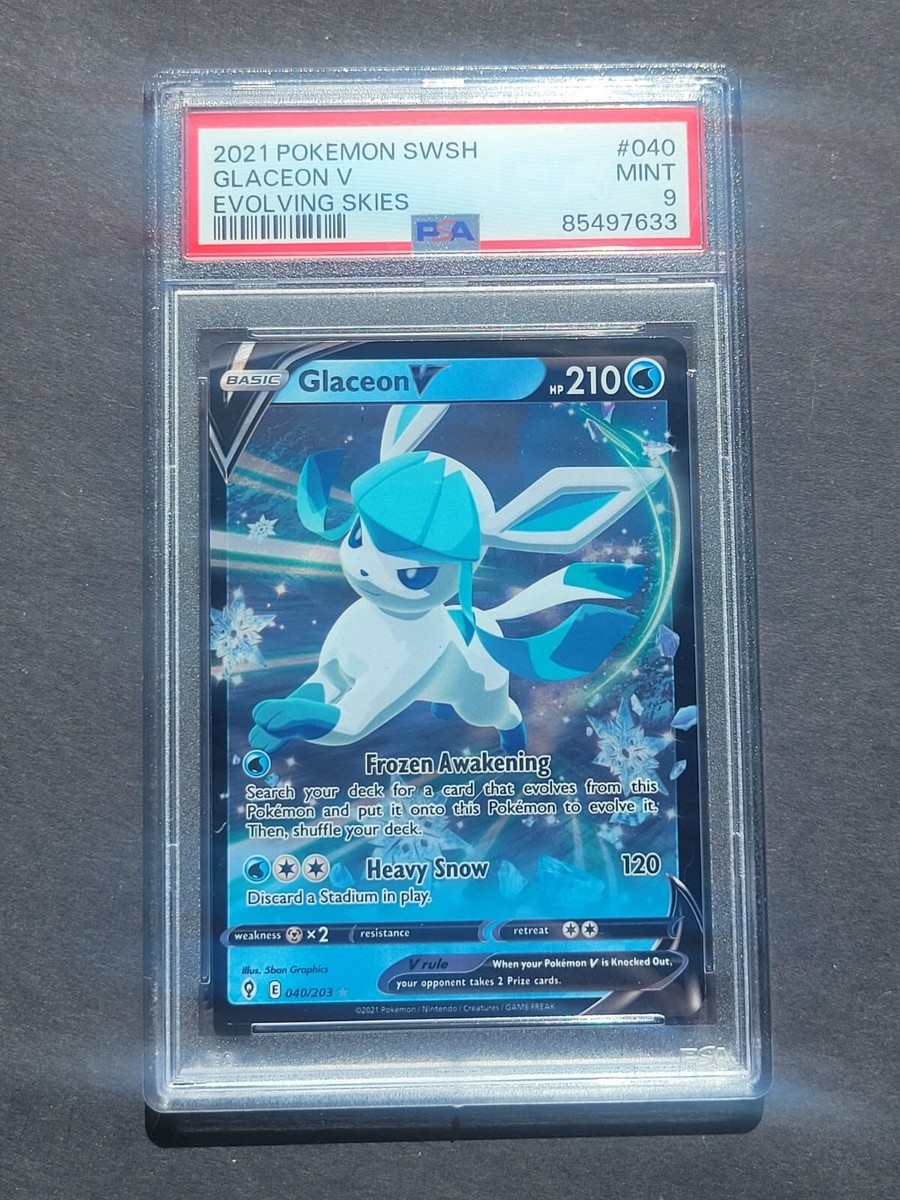 2021 POKEMON SWSH #040
GLACEON V MINT
EVOLVING SKIES 9
PSA 85497633
BASIC Glaceon V HP 210
Frozen Awakening
Search your deck for a card that evolves from this
Pokémon and put it onto this Pokémon to evolve it.
Then, shuffle your deck.
Heavy Snow 120
Discard a Stadium in play.
weakness ×2 resistance retreat
Illus. 5ban Graphics
V rule When your Pokémon V is Knocked Out,
your opponent takes 2 Prize cards.
E 040/203
©2021 Pokémon / Nintendo / Creatures / GAME FREAK
PSA